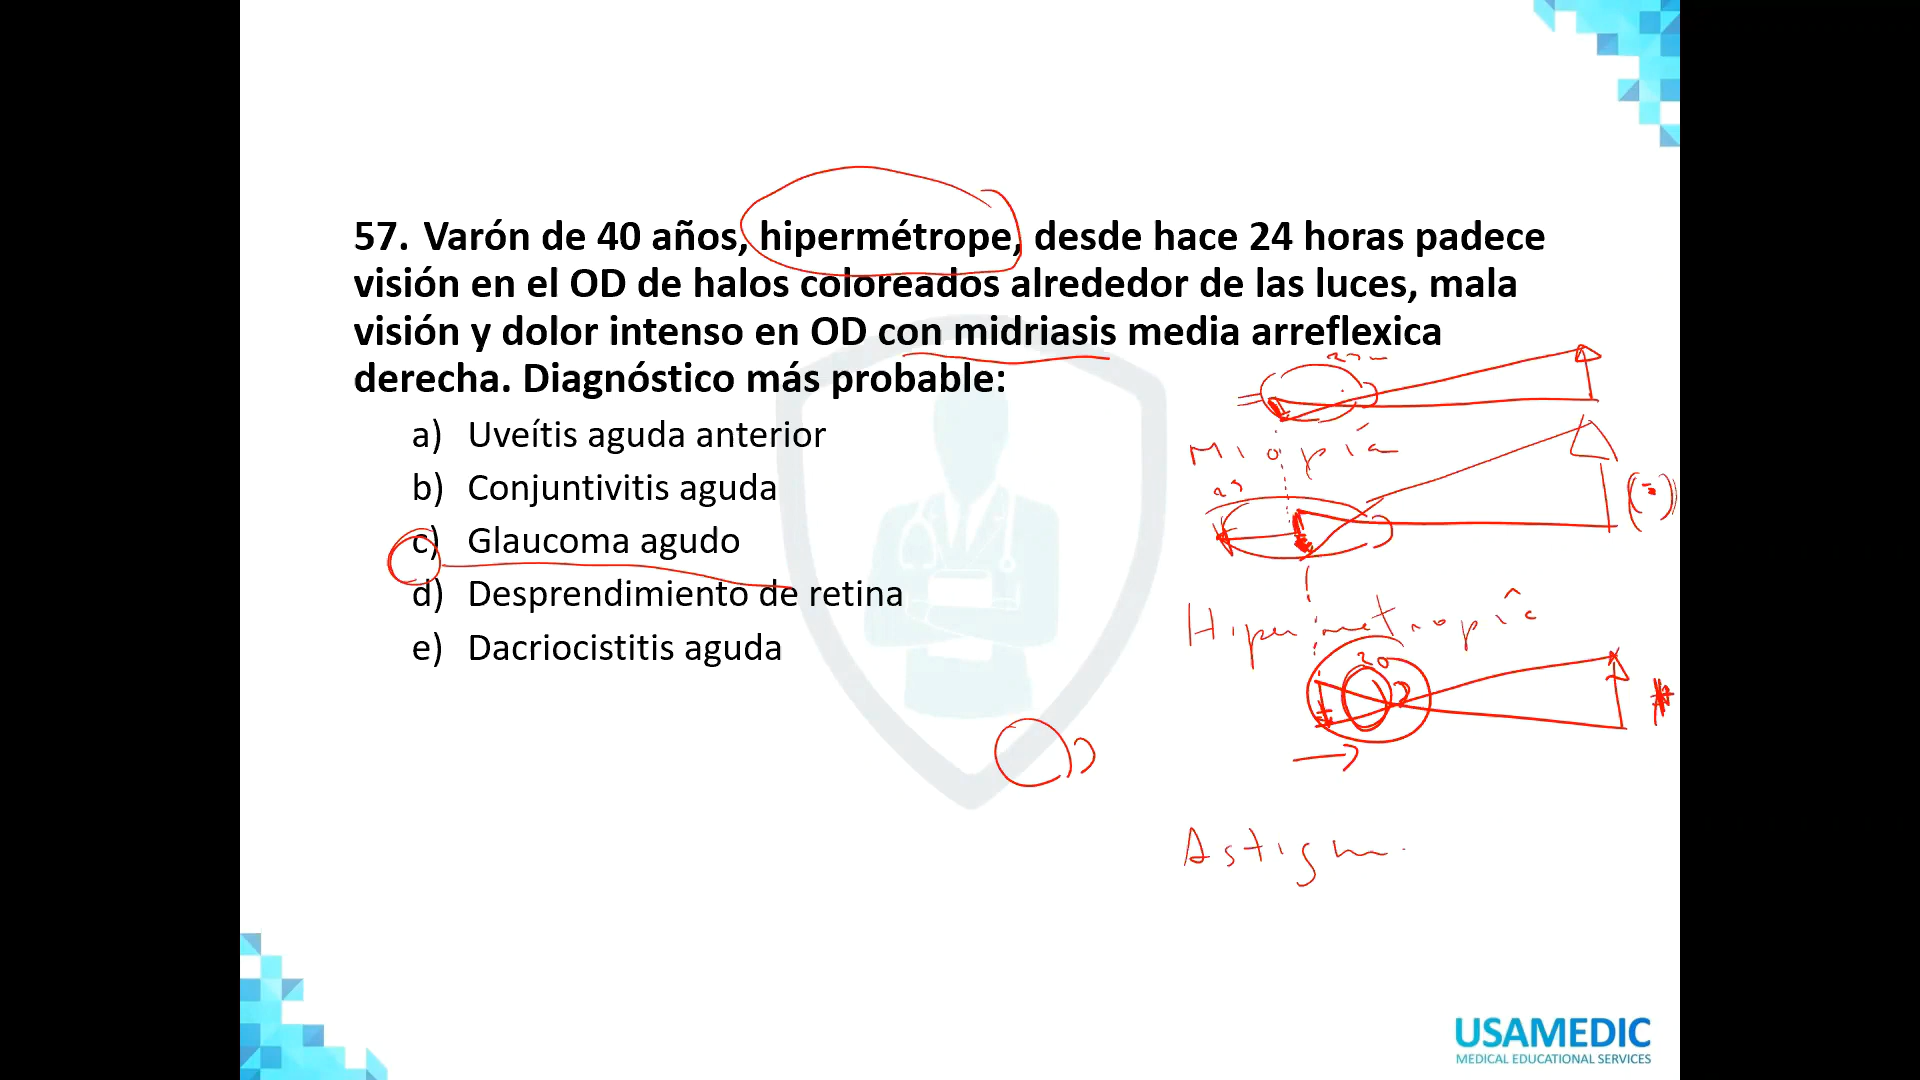 57. Varón de 40 años, hipermétrope, desde hace 24 horas padece
visión en el OD de halos coloreados alrededor de las luces, mala
visión y dolor intenso en OD con midriasis media arreflexica
derecha. Diagnóstico más probable:
a) Uveítis aguda anterior
b) Conjuntivitis aguda
c) Glaucoma agudo
d) Desprendimiento de retina
e) Dacriocistitis aguda
Miopía
Hipermetropía
20
Astigm.
USAMEDIC
MEDICAL EDUCATIONAL SERVICES